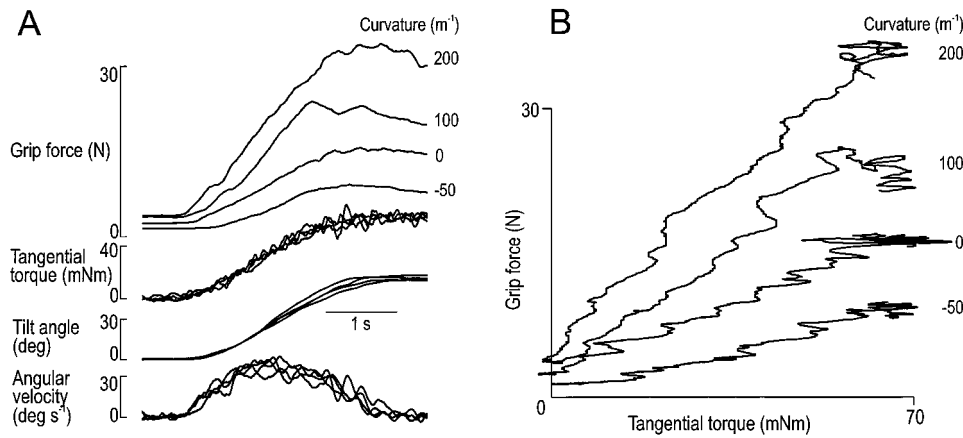 A
Curvature (m⁻¹)
30
200
100
Grip force (N)
0
-50
0
40
Tangential
torque (mNm)
0
30
1 s
Tilt angle
(deg)
0
Angular
velocity
(deg s⁻¹)
30
0
B
Curvature (m⁻¹)
200
30
100
Grip force (N)
0
-50
0
Tangential torque (mNm)
70